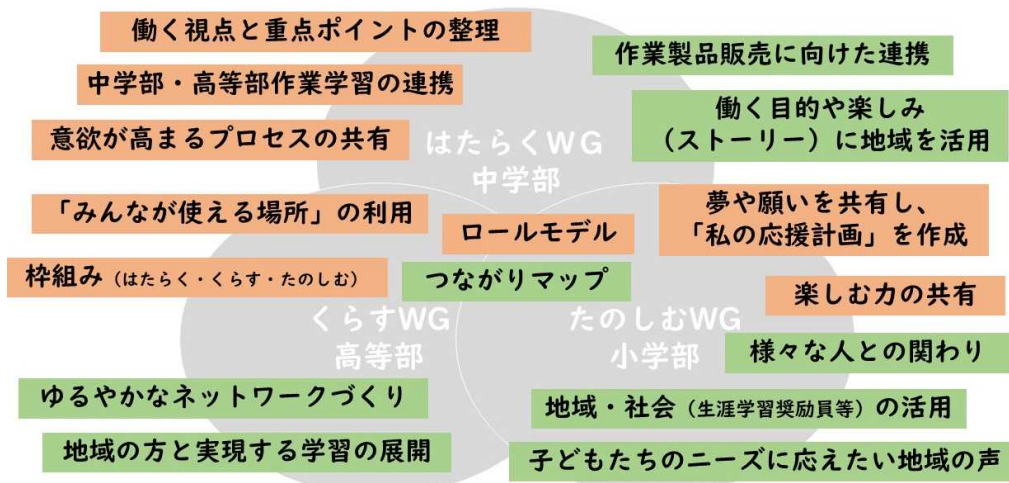 働く視点と重点ポイントの整理
中学部・高等部作業学習の連携
意欲が高まるプロセスの共有
「みんなが使える場所」の利用
枠組み(はたらく・くらす・たのしむ)
はたらくWG
中学部
ロールモデル
つながりマップ
作業製品販売に向けた連携
働く目的や楽しみ
(ストーリー)に地域を活用
夢や願いを共有し、
「私の応援計画」を作成
楽しむ力の共有
くらすWG
高等部
たのしむWG
小学部
様々な人との関わり
ゆるやかなネットワークづくり
地域の方と実現する学習の展開
地域・社会(生涯学習奨励員等)の活用
子どもたちのニーズに応えたい地域の声